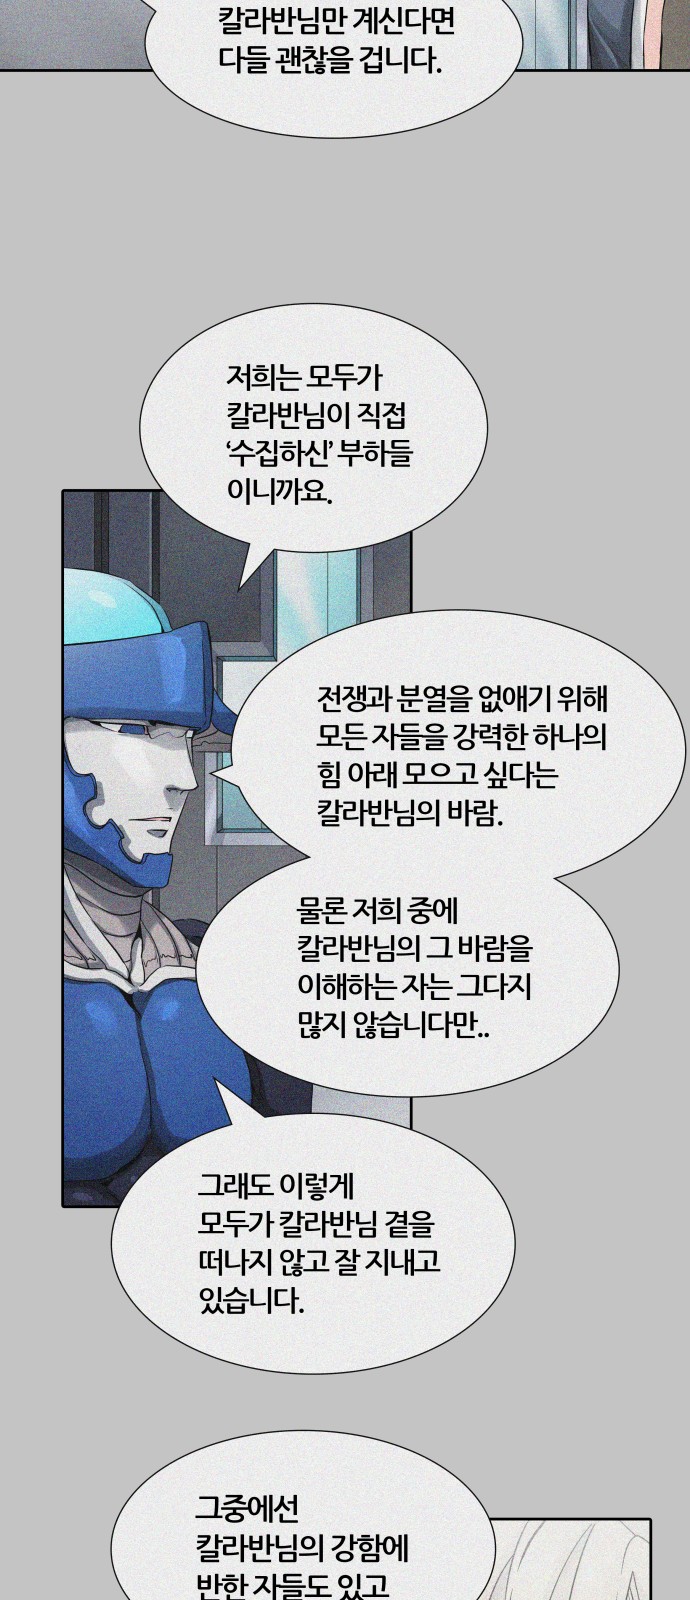 칼라반님만 계신다면
다들 괜찮을 겁니다.
저희는 모두가
칼라반님이 직접
‘수집하신’ 부하들
이니까요.
전쟁과 분열을 없애기 위해
모든 자들을 강력한 하나의
힘 아래 모으고 싶다는
칼라반님의 바람.
물론 저희 중에
칼라반님의 그 바람을
이해하는 자는 그다지
많지 않습니다만..
그래도 이렇게
모두가 칼라반님 곁을
떠나지 않고 잘 지내고
있습니다.
그중에선
칼라반님의 강함에
반한 자들도 있고